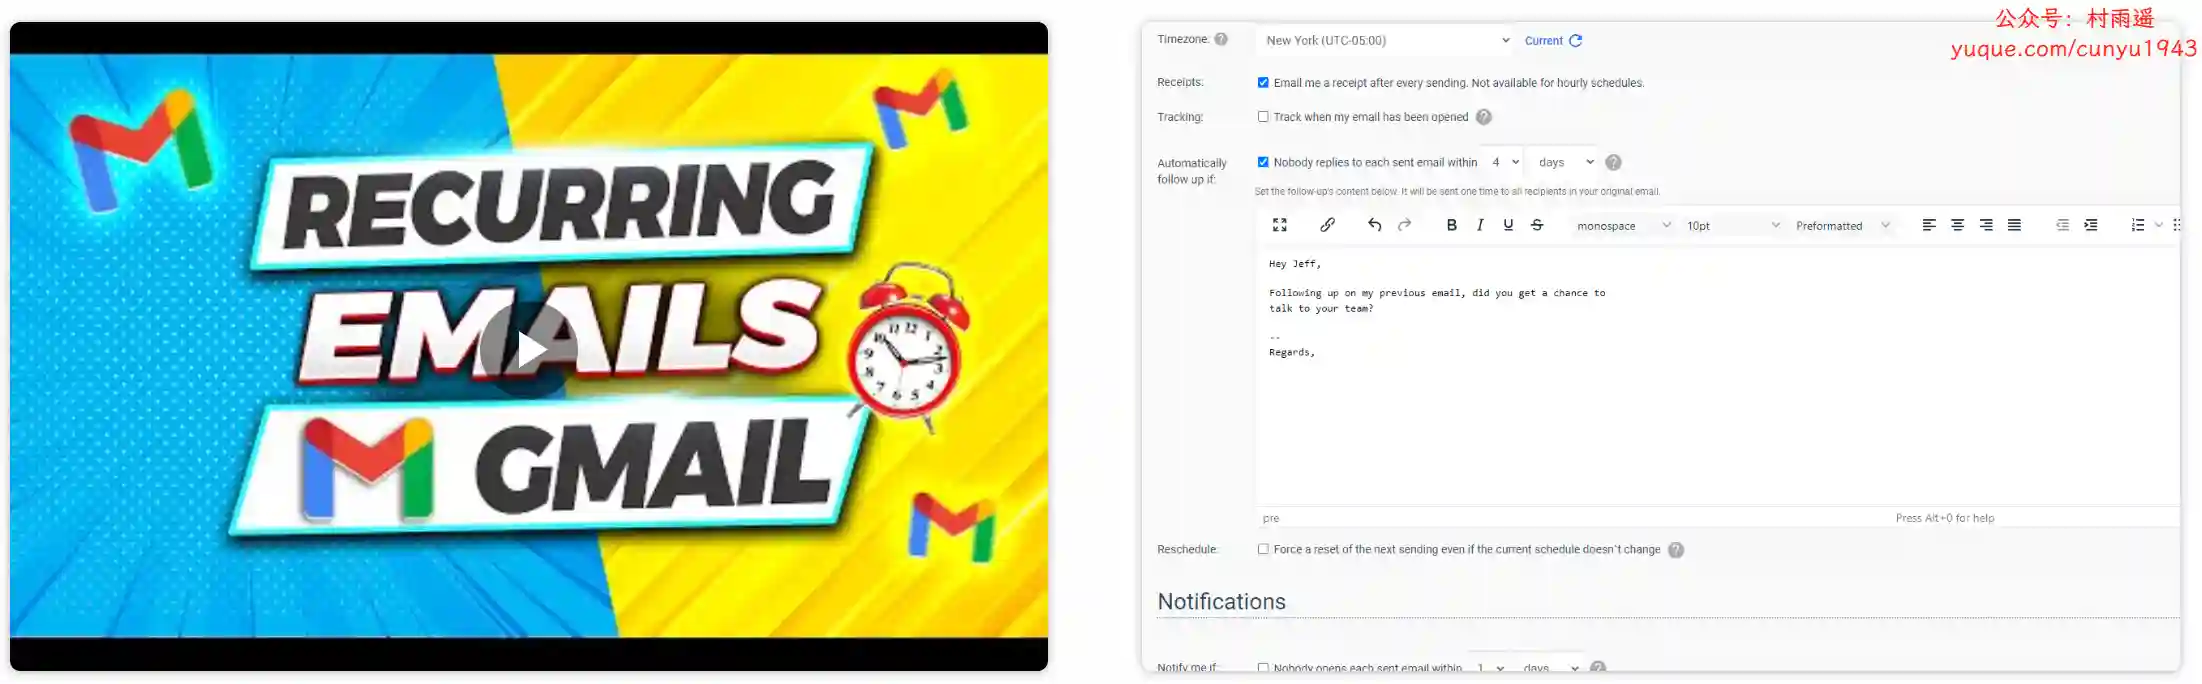 RECURRING
EMAILS
GMAIL
公众号：村雨遥
yuque.com/cunyu1943
Timezone: ? New York (UTC-05:00) Current
Receipts: Email me a receipt after every sending. Not available for hourly schedules.
Tracking: Track when my email has been opened ?
Automatically follow up if: Nobody replies to each sent email within 4 days ?
Set the follow-up's content below. It will be sent one time to all recipients in your original email.
B I U S monospace 10pt Preformatted
Hey Jeff,
Following up on my previous email, did you get a chance to
talk to your team?
--
Regards,
pre Press Alt+0 for help
Reschedule: Force a reset of the next sending even if the current schedule doesn't change ?
Notifications
Notify me if: Nobody opens each sent email within 1 days ?